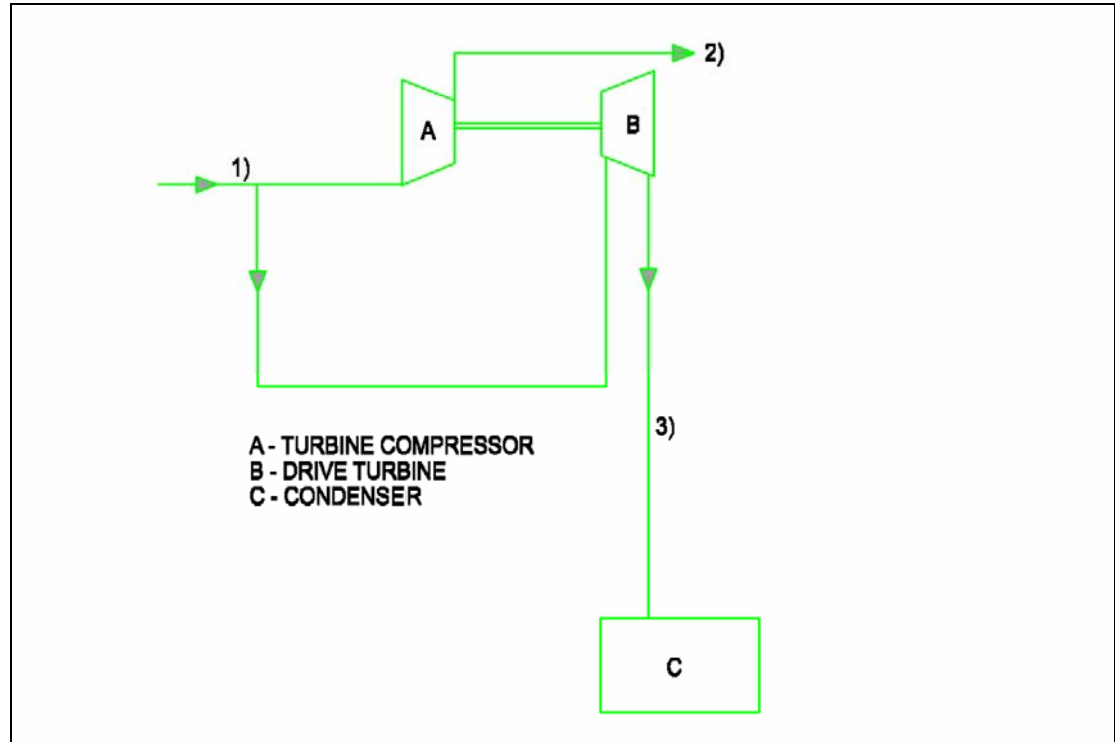 2)
A
B
1)
3)
A - TURBINE COMPRESSOR
B - DRIVE TURBINE
C - CONDENSER
C